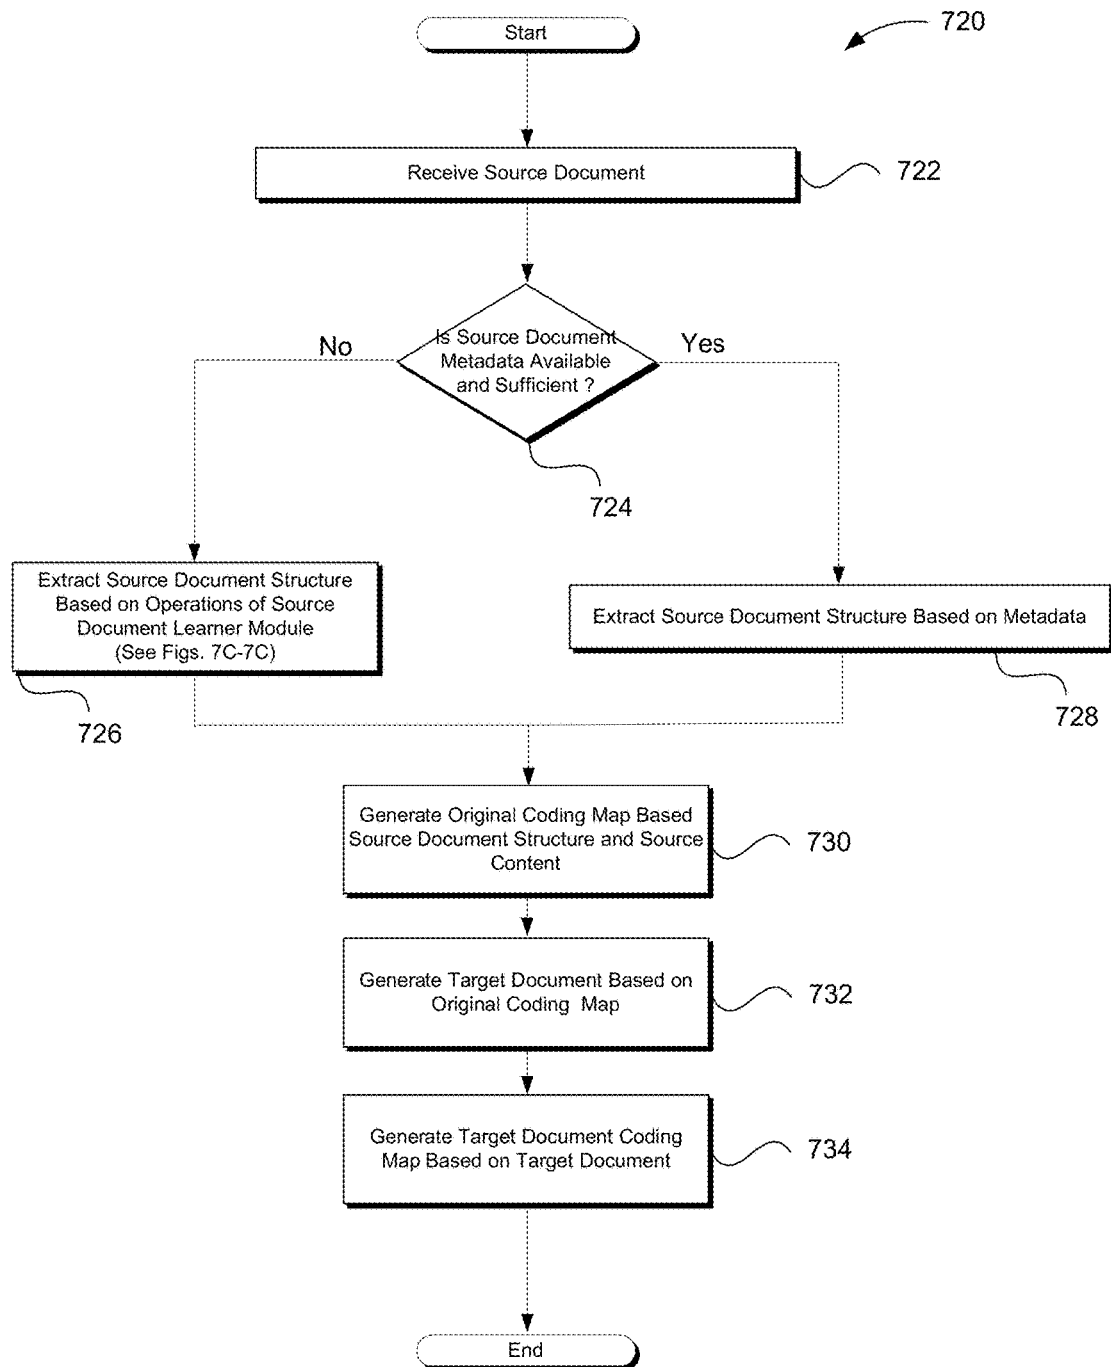 Start
720
Receive Source Document
722
Is Source Document
Metadata Available
and Sufficient ?
No
Yes
724
Extract Source Document Structure
Based on Operations of Source
Document Learner Module
(See Figs. 7C-7C)
726
Extract Source Document Structure Based on Metadata
728
Generate Original Coding Map Based
Source Document Structure and Source
Content
730
Generate Target Document Based on
Original Coding Map
732
Generate Target Document Coding
Map Based on Target Document
734
End